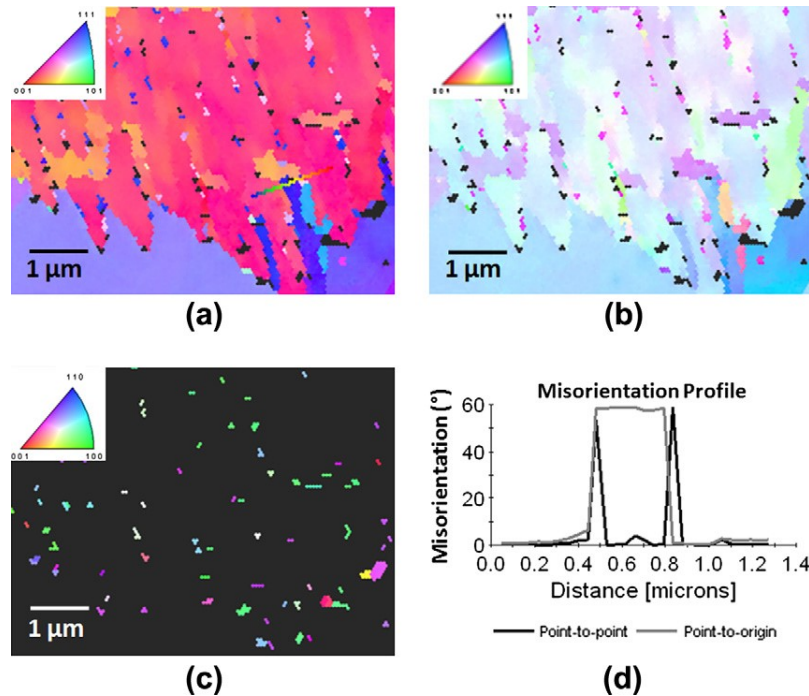 111
001 101
1 µm
(a)
111
001 101
1 µm
(b)
110
001 100
1 µm
(c)
Misorientation Profile
Misorientation (°)
60
40
20
0
0.0 0.2 0.4 0.6 0.8 1.0 1.2 1.4
Distance [microns]
Point-to-point Point-to-origin
(d)